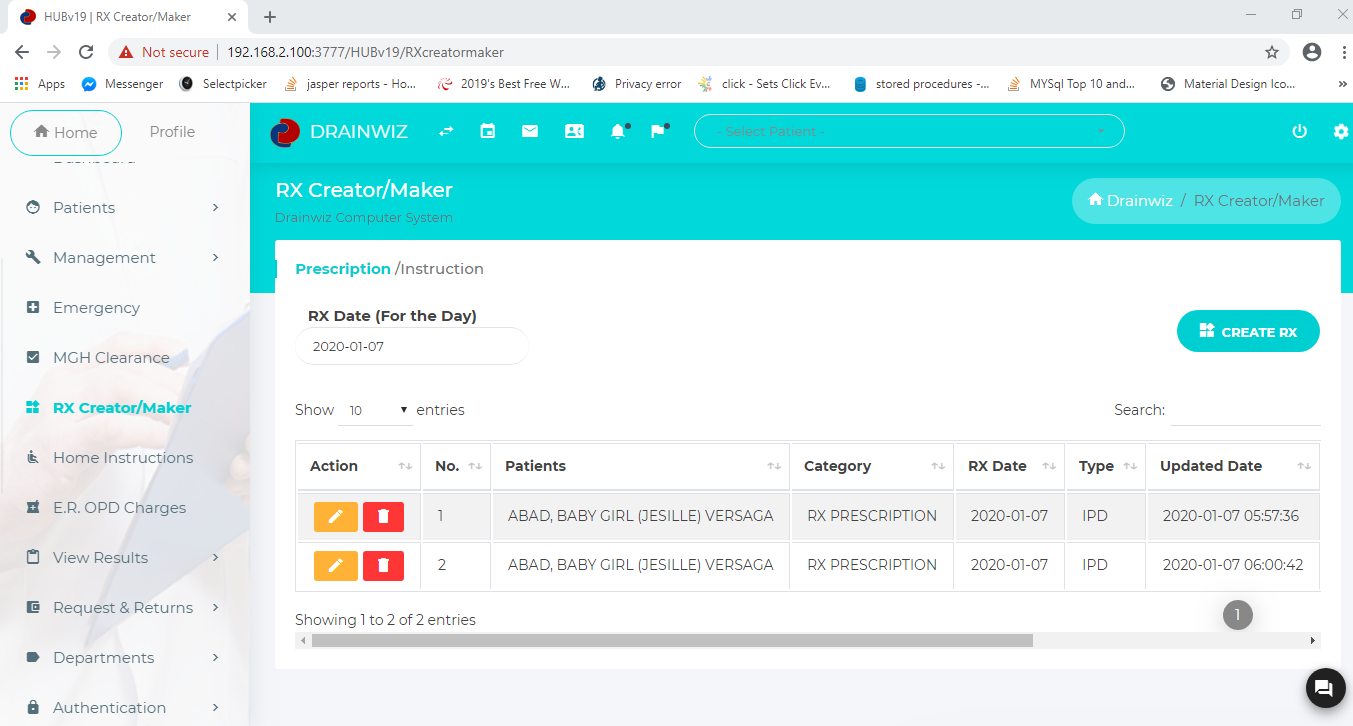 HUBv19 | RX Creator/Maker
Not secure | 192.168.2.100:3777/HUBv19/RXcreatormaker
Apps Messenger Selectpicker jasper reports - Ho... 2019's Best Free W... Privacy error click - Sets Click Ev... stored procedures -... MYSql Top 10 and... Material Design Ico... »
Home Profile
DRAINWIZ
- Select Patient -
Dashboard
Patients
Management
Emergency
MGH Clearance
RX Creator/Maker
Home Instructions
E.R. OPD Charges
View Results
Request & Returns
Departments
Authentication
RX Creator/Maker
Drainwiz Computer System
Drainwiz / RX Creator/Maker
Prescription /Instruction
RX Date (For the Day)
2020-01-07
CREATE RX
Show 10 entries
Search:
Action No. Patients Category RX Date Type Updated Date
1 ABAD, BABY GIRL (JESILLE) VERSAGA RX PRESCRIPTION 2020-01-07 IPD 2020-01-07 05:57:36
2 ABAD, BABY GIRL (JESILLE) VERSAGA RX PRESCRIPTION 2020-01-07 IPD 2020-01-07 06:00:42
Showing 1 to 2 of 2 entries
1